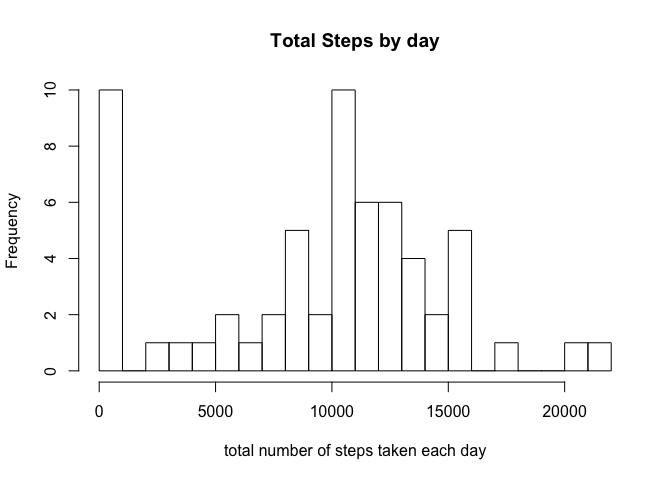 Total Steps by day
Frequency
10
8
6
4
2
0
0 5000 10000 15000 20000
total number of steps taken each day